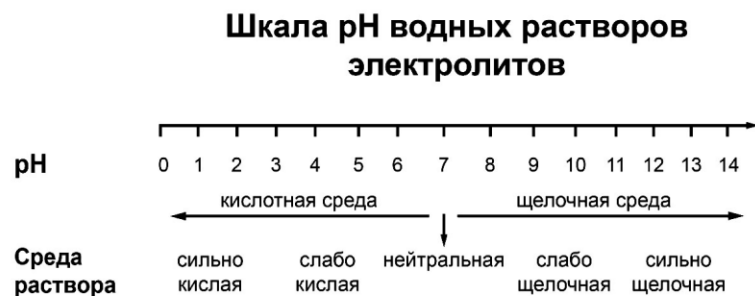 Шкала pH водных растворов
электролитов
pH 0 1 2 3 4 5 6 7 8 9 10 11 12 13 14
кислотная среда щелочная среда
Среда сильно слабо нейтральная слабо сильно
раствора кислая кислая щелочная щелочная